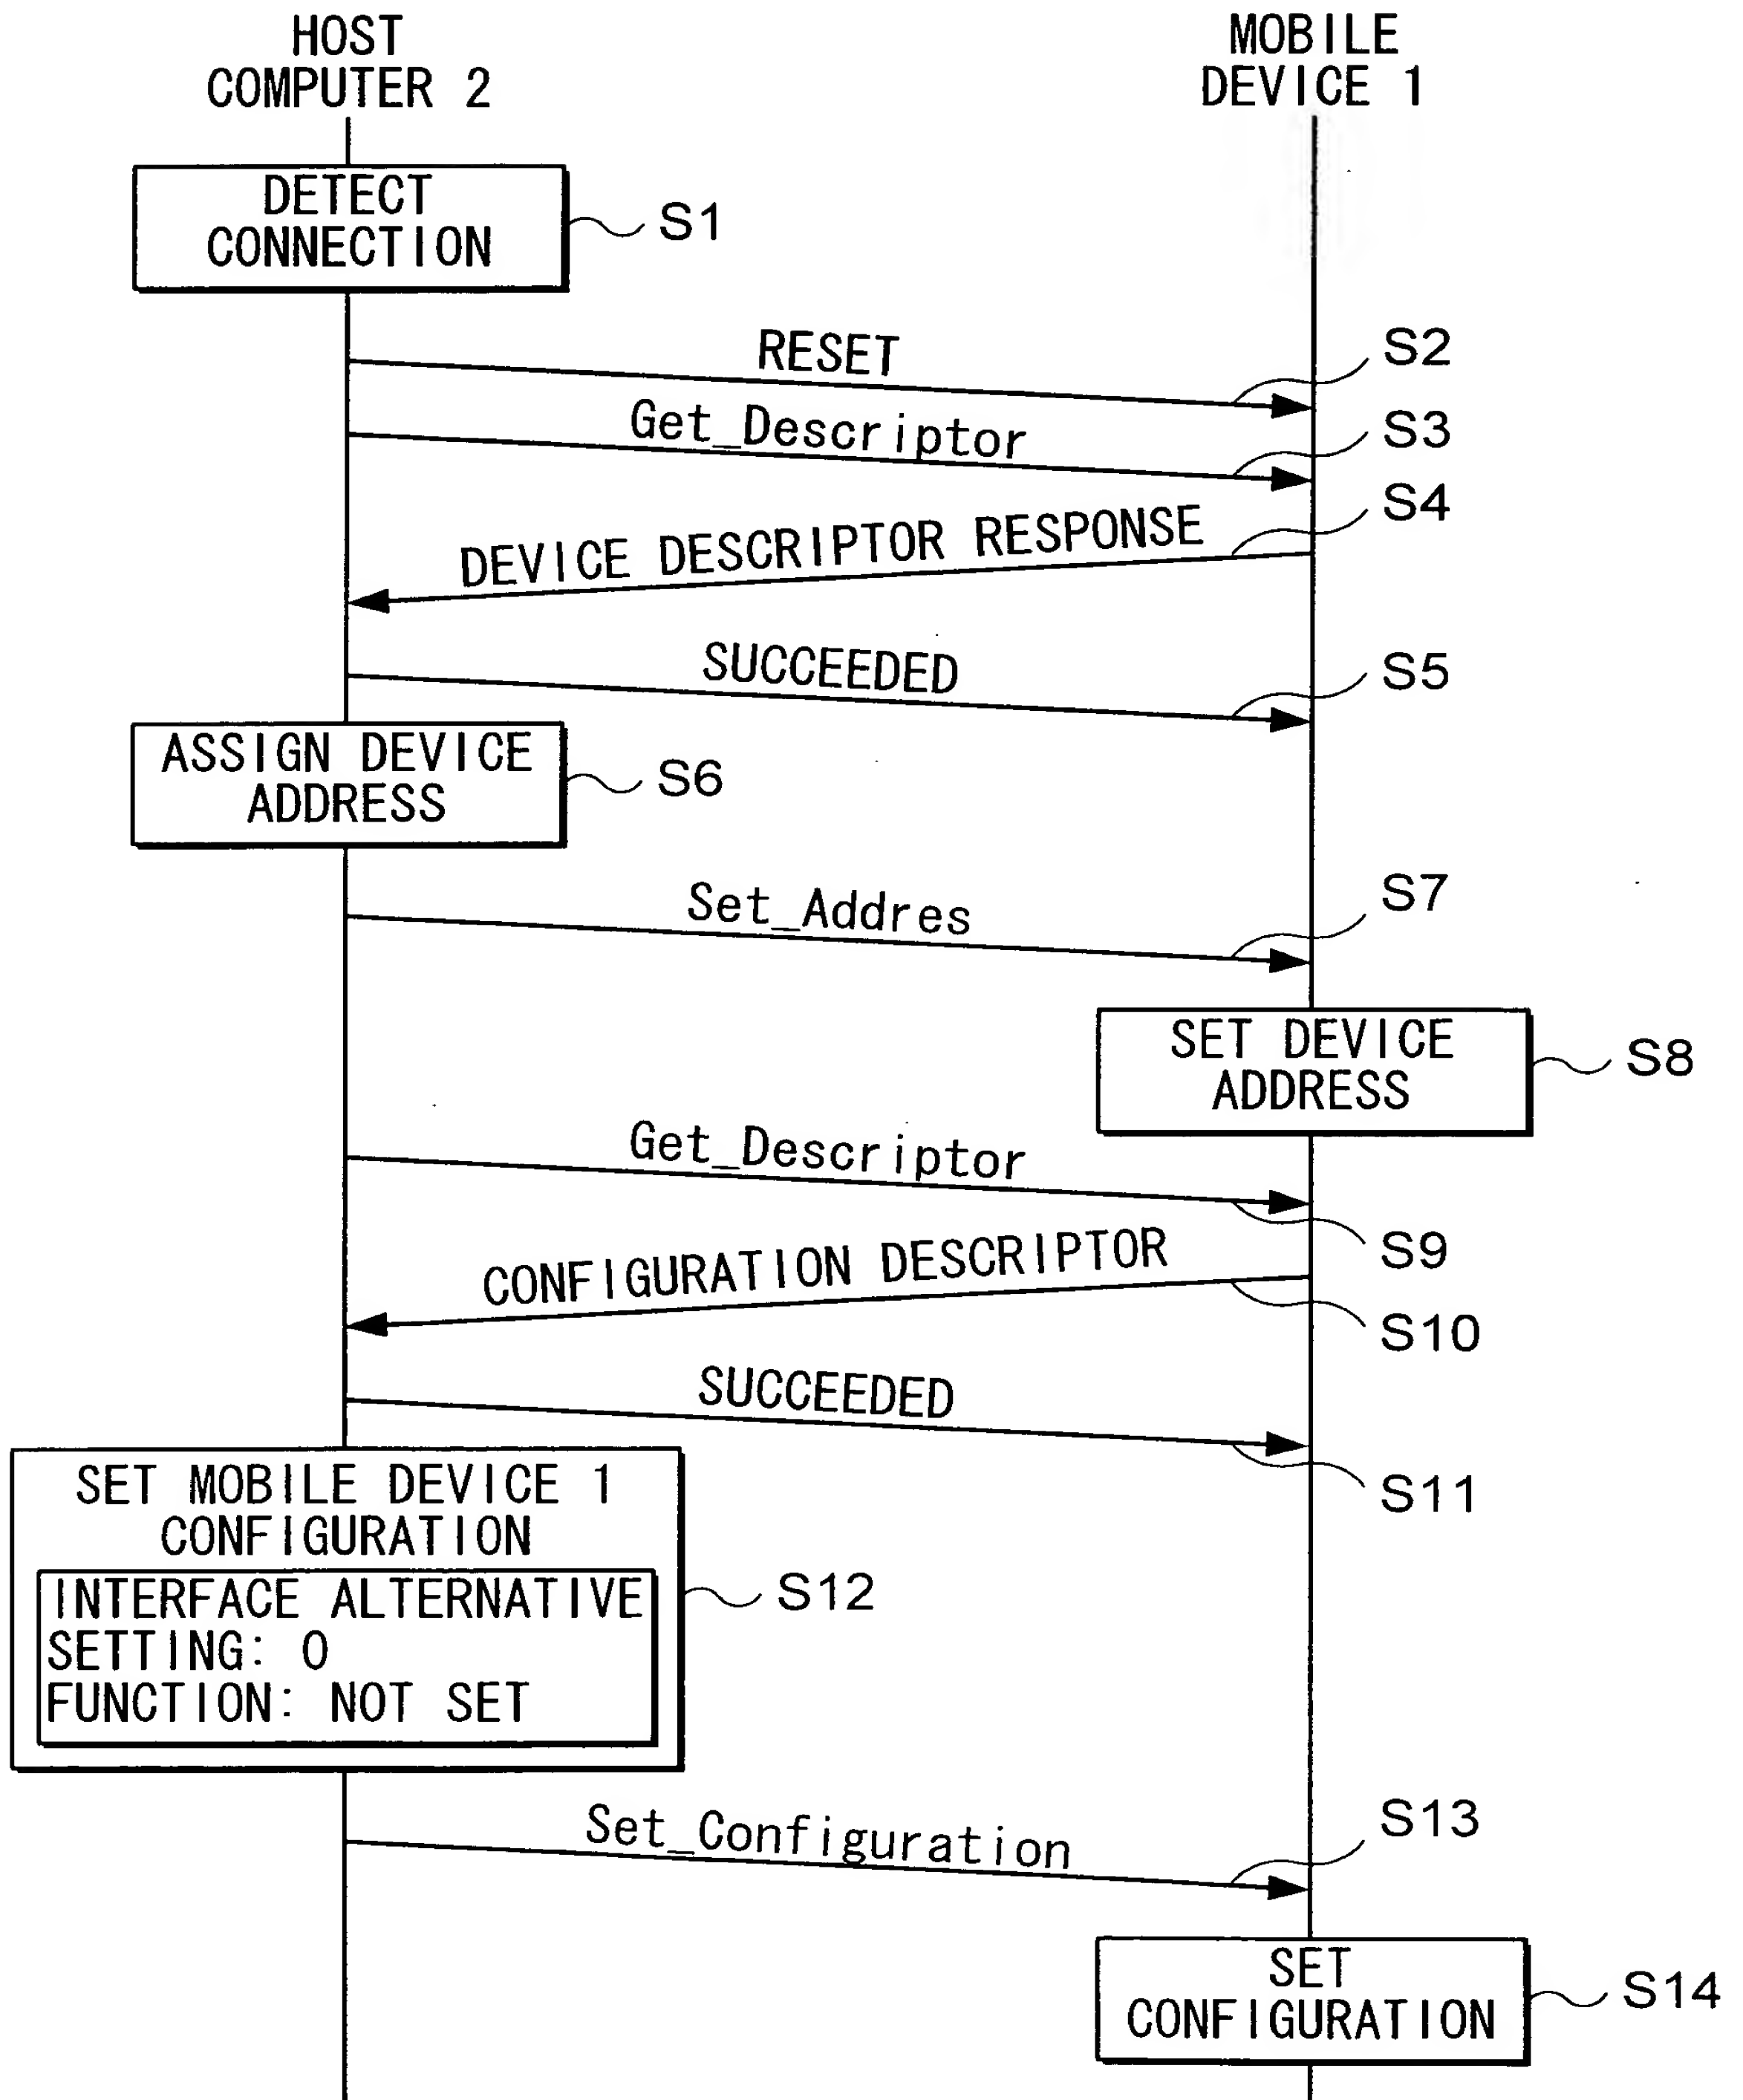 HOST
COMPUTER 2
MOBILE
DEVICE 1
DETECT
CONNECTION
S1
RESET
S2
Get_Descriptor
S3
DEVICE DESCRIPTOR RESPONSE
S4
SUCCEEDED
S5
ASSIGN DEVICE
ADDRESS
S6
Set_Addres
S7
SET DEVICE
ADDRESS
S8
Get_Descriptor
S9
CONFIGURATION DESCRIPTOR
S10
SUCCEEDED
S11
SET MOBILE DEVICE 1
CONFIGURATION
INTERFACE ALTERNATIVE
SETTING: 0
FUNCTION: NOT SET
S12
Set_Configuration
S13
SET
CONFIGURATION
S14